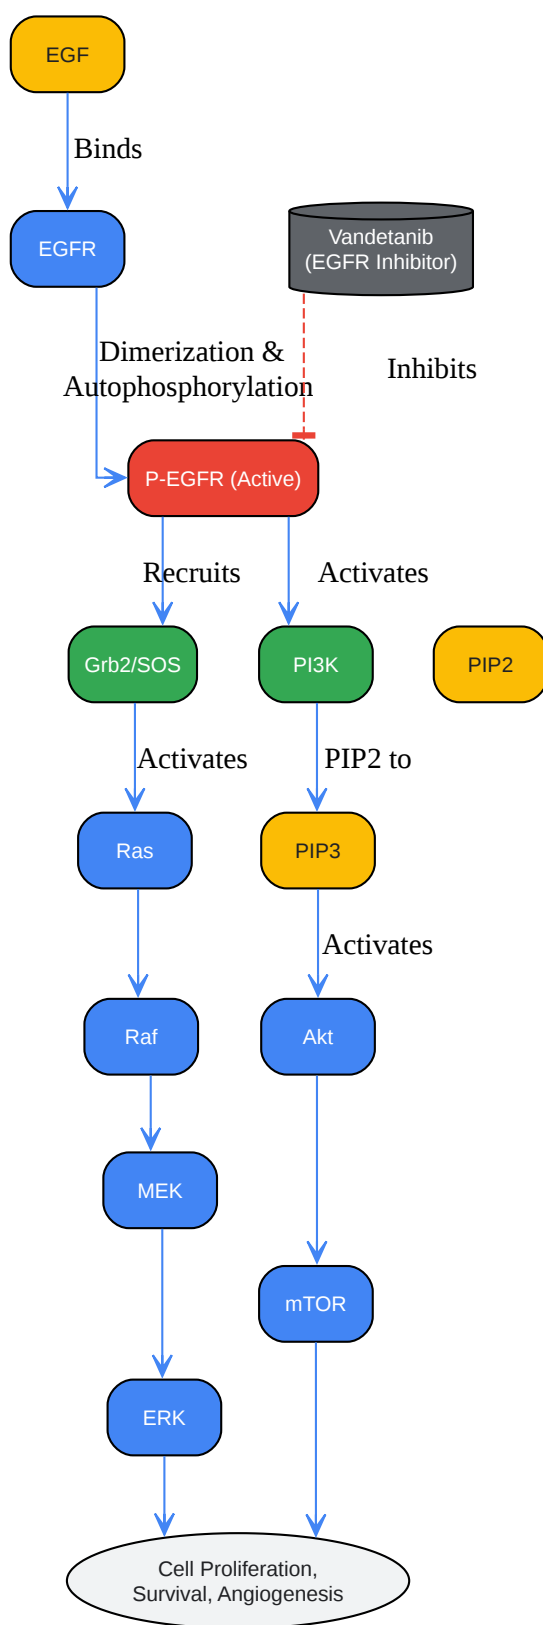 EGF
Binds
EGFR
Vandetanib
(EGFR Inhibitor)
Dimerization &
Autophosphorylation
Inhibits
P-EGFR (Active)
Recruits
Activates
Grb2/SOS
PI3K
PIP2
Activates
PIP2 to
Ras
PIP3
Activates
Raf
Akt
MEK
mTOR
ERK
Cell Proliferation,
Survival, Angiogenesis